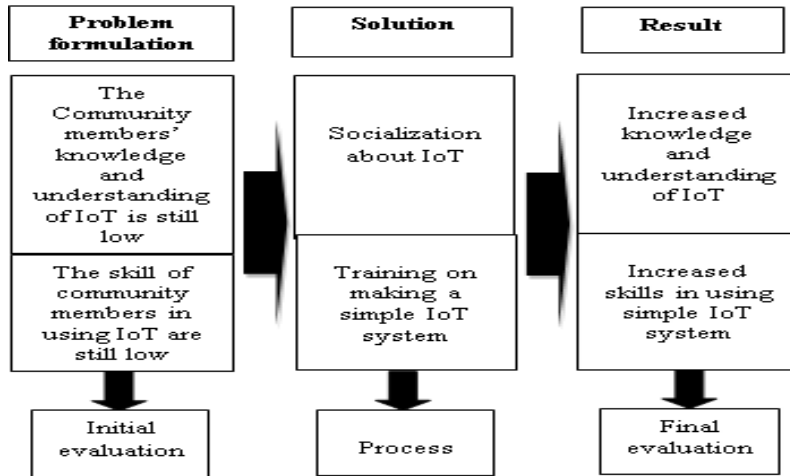 Problem
formulation
Solution
Result
The
Community
members'
knowledge
and
understanding
of IoT is still
low
Socialization
about IoT
Increased
knowledge
and
understanding
of IoT
The skill of
community
members in
using IoT are
still low
Training on
making a
simple IoT
system
Increased
skills in using
simple IoT
system
Initial
evaluation
Process
Final
evaluation